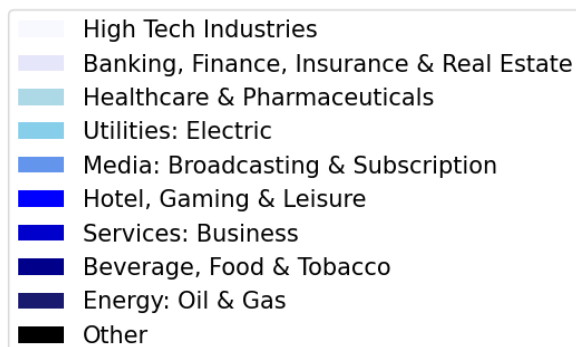 High Tech Industries
Banking, Finance, Insurance & Real Estate
Healthcare & Pharmaceuticals
Utilities: Electric
Media: Broadcasting & Subscription
Hotel, Gaming & Leisure
Services: Business
Beverage, Food & Tobacco
Energy: Oil & Gas
Other